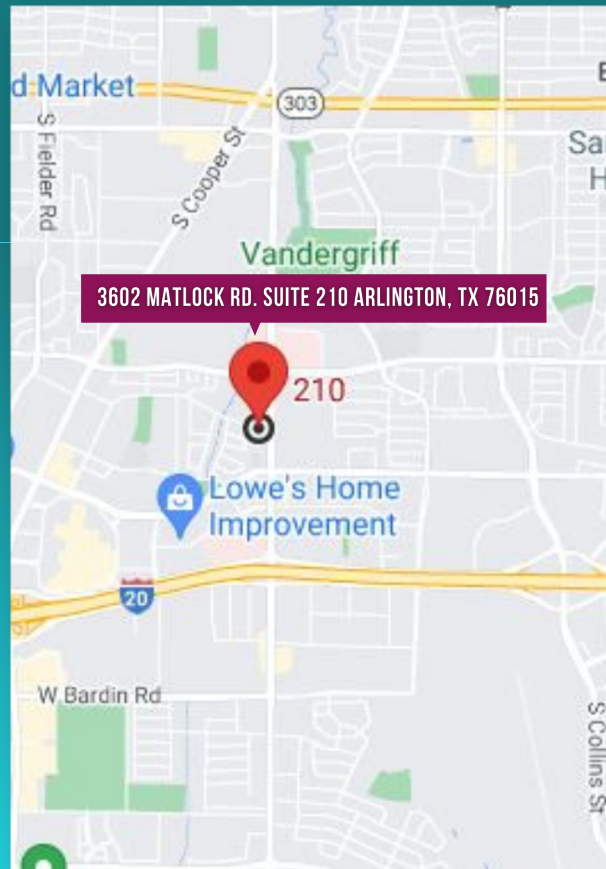 d Market
303
S Fielder Rd
S Cooper St
Vandergriff
3602 MATLOCK RD. SUITE 210 ARLINGTON, TX 76015
210
Lowe's Home
Improvement
20
W Bardin Rd
S Collins St